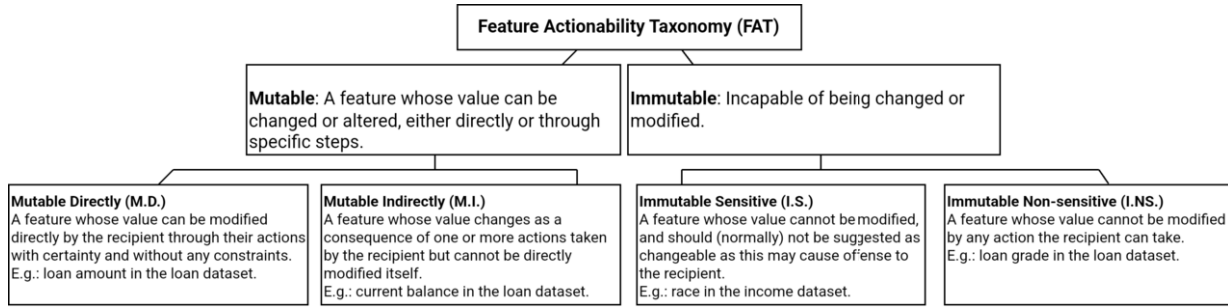 Feature Actionability Taxonomy (FAT)
Mutable: A feature whose value can be
changed or altered, either directly or through
specific steps.
Immutable: Incapable of being changed or
modified.
Mutable Directly (M.D.)
A feature whose value can be modified
directly by the recipient through their actions
with certainty and without any constraints.
E.g.: loan amount in the loan dataset.
Mutable Indirectly (M.I.)
A feature whose value changes as a
consequence of one or more actions taken
by the recipient but cannot be directly
modified itself.
E.g.: current balance in the loan dataset.
Immutable Sensitive (I.S.)
A feature whose value cannot be modified,
and should (normally) not be suggested as
changeable as this may cause offense to
the recipient.
E.g.: race in the income dataset.
Immutable Non-sensitive (I.NS.)
A feature whose value cannot be modified
by any action the recipient can take.
E.g.: loan grade in the loan dataset.